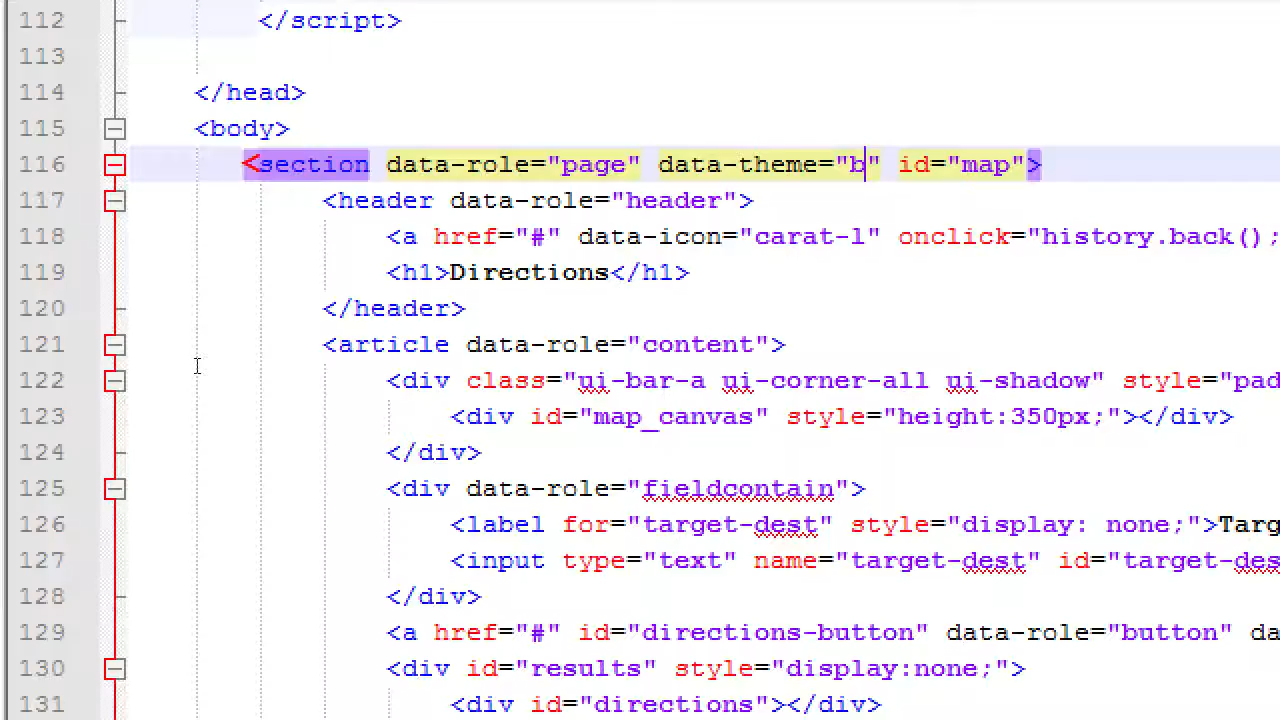 112 </script>
113
114 </head>
115 <body>
116 <section data-role="page" data-theme="b" id="map">
117 <header data-role="header">
118 <a href="#" data-icon="carat-l" onclick="history.back();
119 <h1>Directions</h1>
120 </header>
121 <article data-role="content">
122 <div class="ui-bar-a ui-corner-all ui-shadow" style="pad
123 <div id="map_canvas" style="height:350px;"></div>
124 </div>
125 <div data-role="fieldcontain">
126 <label for="target-dest" style="display: none;">Targ
127 <input type="text" name="target-dest" id="target-des
128 </div>
129 <a href="#" id="directions-button" data-role="button" da
130 <div id="results" style="display:none;">
131 <div id="directions"></div>